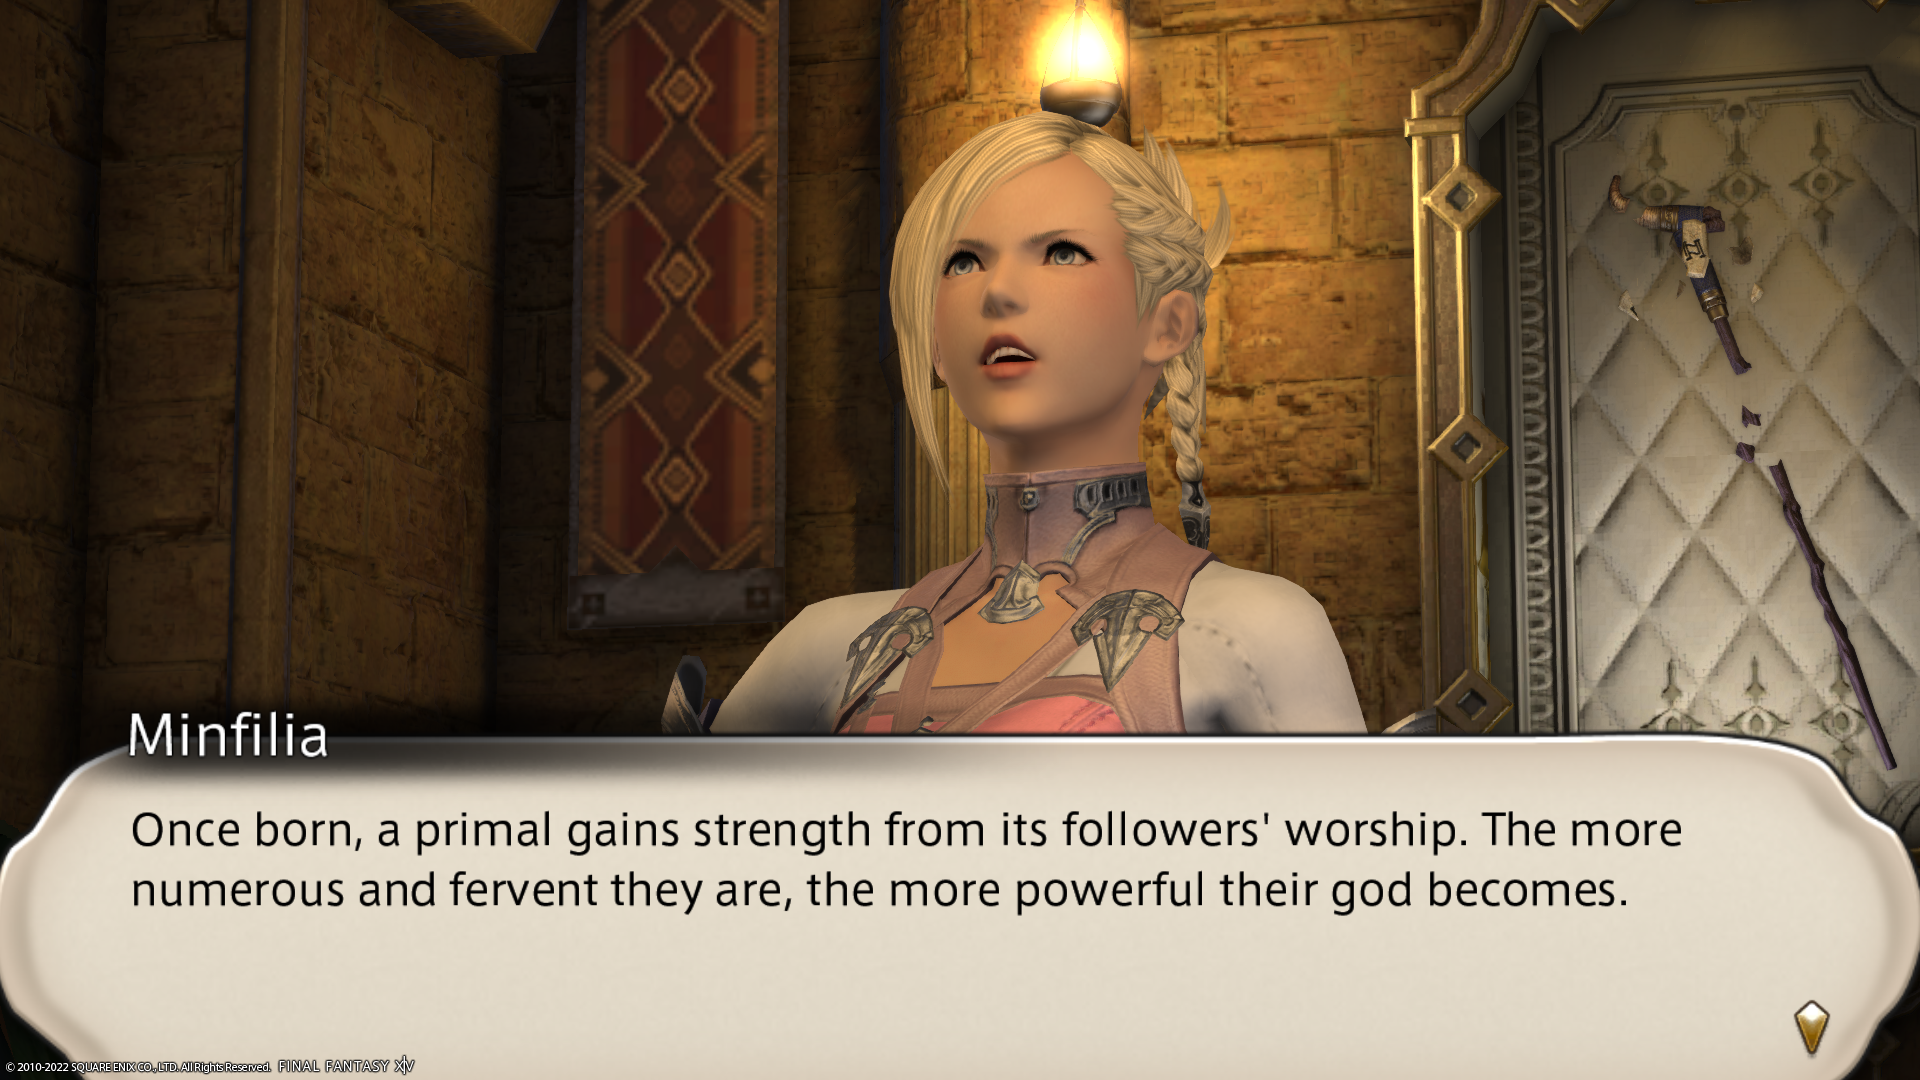 Minfilia
Once born, a primal gains strength from its followers' worship. The more
numerous and fervent they are, the more powerful their god becomes.
© 2010-2022 SQUARE ENIX CO., LTD. All Rights Reserved. FINAL FANTASY XIV